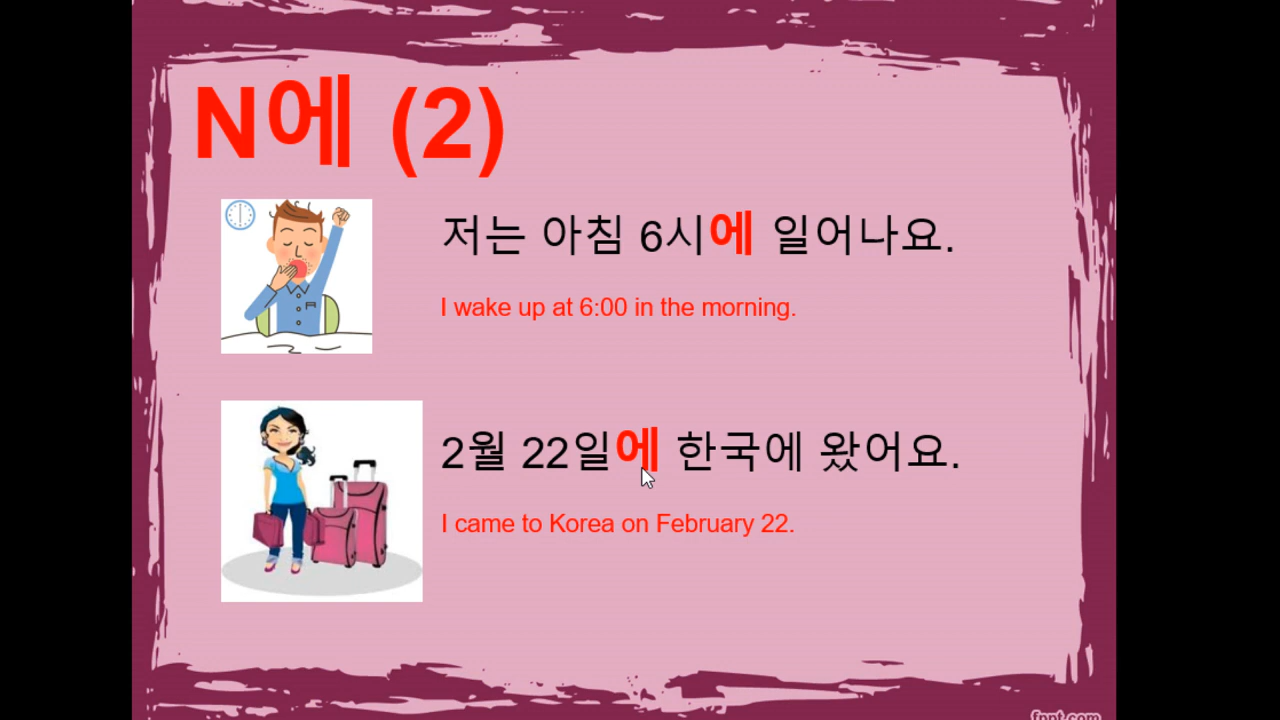 N에 (2)
저는 아침 6시에 일어나요.
I wake up at 6:00 in the morning.
2월 22일에 한국에 왔어요.
I came to Korea on February 22.
fppt.com